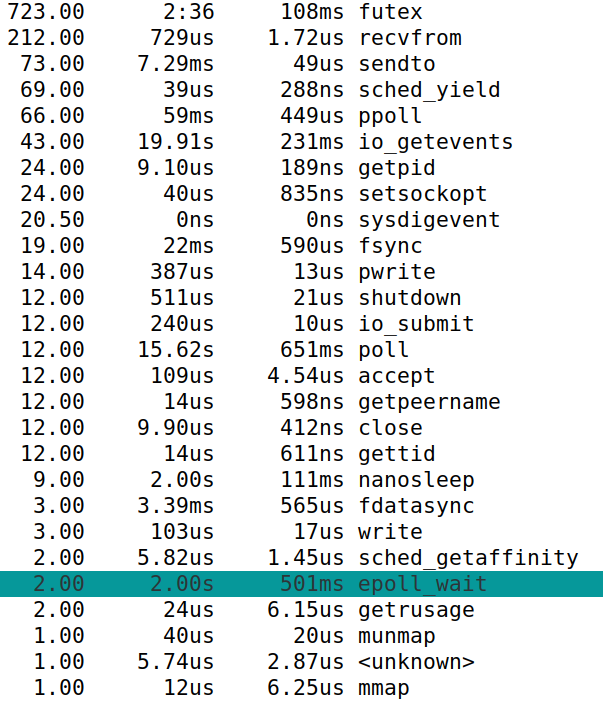 723.00 2:36 108ms futex
212.00 729us 1.72us recvfrom
73.00 7.29ms 49us sendto
69.00 39us 288ns sched_yield
66.00 59ms 449us ppoll
43.00 19.91s 231ms io_getevents
24.00 9.10us 189ns getpid
24.00 40us 835ns setsockopt
20.50 0ns 0ns sysdigevent
19.00 22ms 590us fsync
14.00 387us 13us pwrite
12.00 511us 21us shutdown
12.00 240us 10us io_submit
12.00 15.62s 651ms poll
12.00 109us 4.54us accept
12.00 14us 598ns getpeername
12.00 9.90us 412ns close
12.00 14us 611ns gettid
9.00 2.00s 111ms nanosleep
3.00 3.39ms 565us fdatasync
3.00 103us 17us write
2.00 5.82us 1.45us sched_getaffinity
2.00 2.00s 501ms epoll_wait
2.00 24us 6.15us getrusage
1.00 40us 20us munmap
1.00 5.74us 2.87us <unknown>
1.00 12us 6.25us mmap